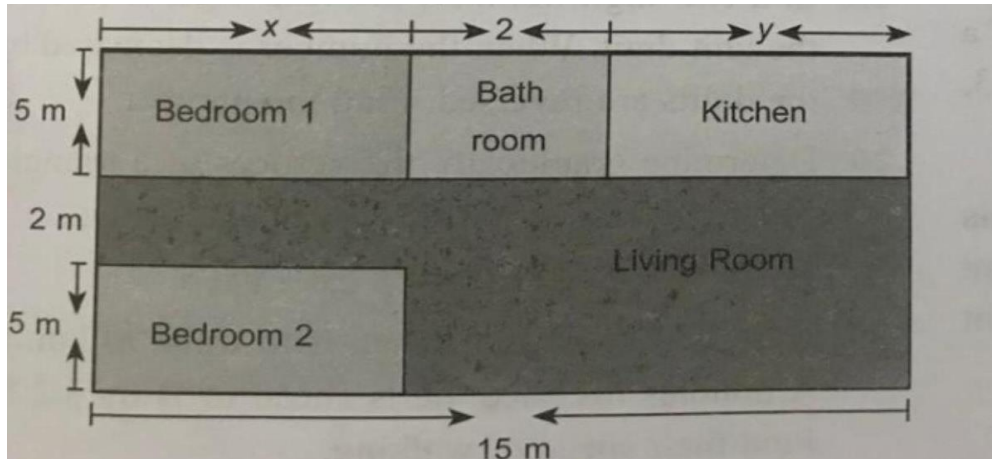 x 2 y
5 m
Bedroom 1
Bath
room
Kitchen
2 m
Living Room
5 m
Bedroom 2
15 m